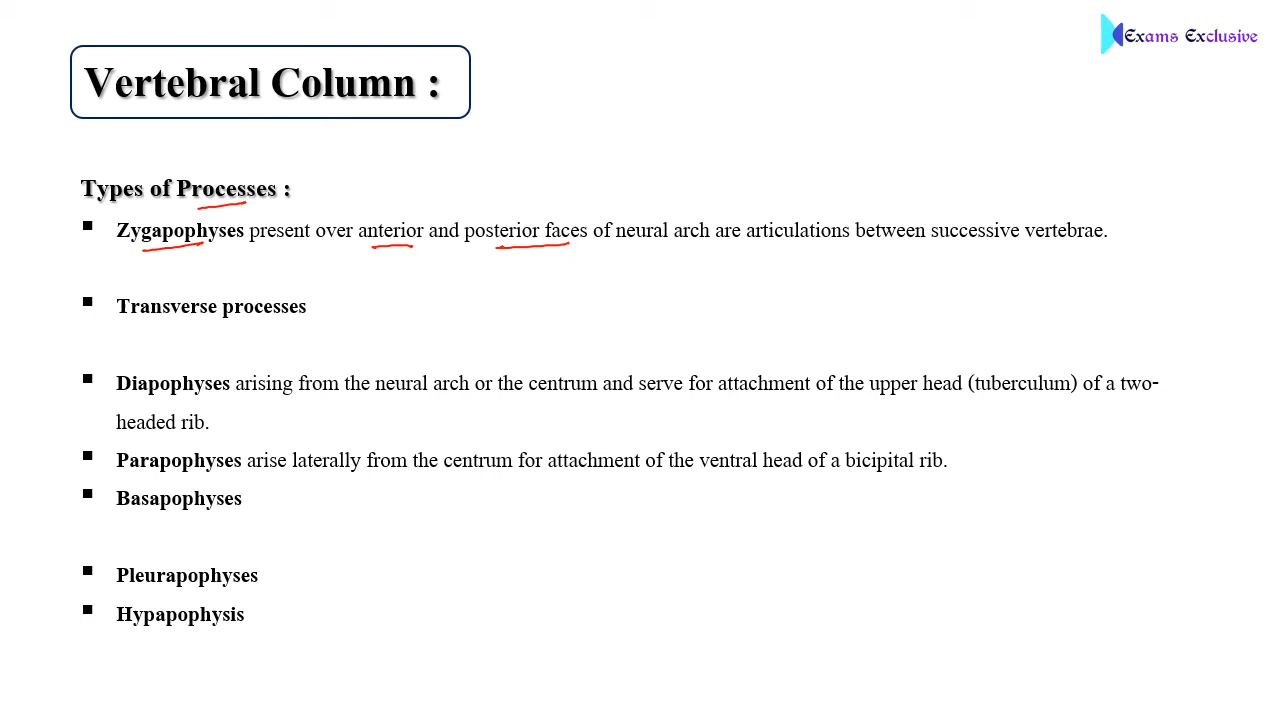 Exams Exclusive
Vertebral Column :
Types of Processes :
▪ Zygapophyses present over anterior and posterior faces of neural arch are articulations between successive vertebrae.
▪ Transverse processes
▪ Diapophyses arising from the neural arch or the centrum and serve for attachment of the upper head (tuberculum) of a two-
headed rib.
▪ Parapophyses arise laterally from the centrum for attachment of the ventral head of a bicipital rib.
▪ Basapophyses
▪ Pleurapophyses
▪ Hypapophysis